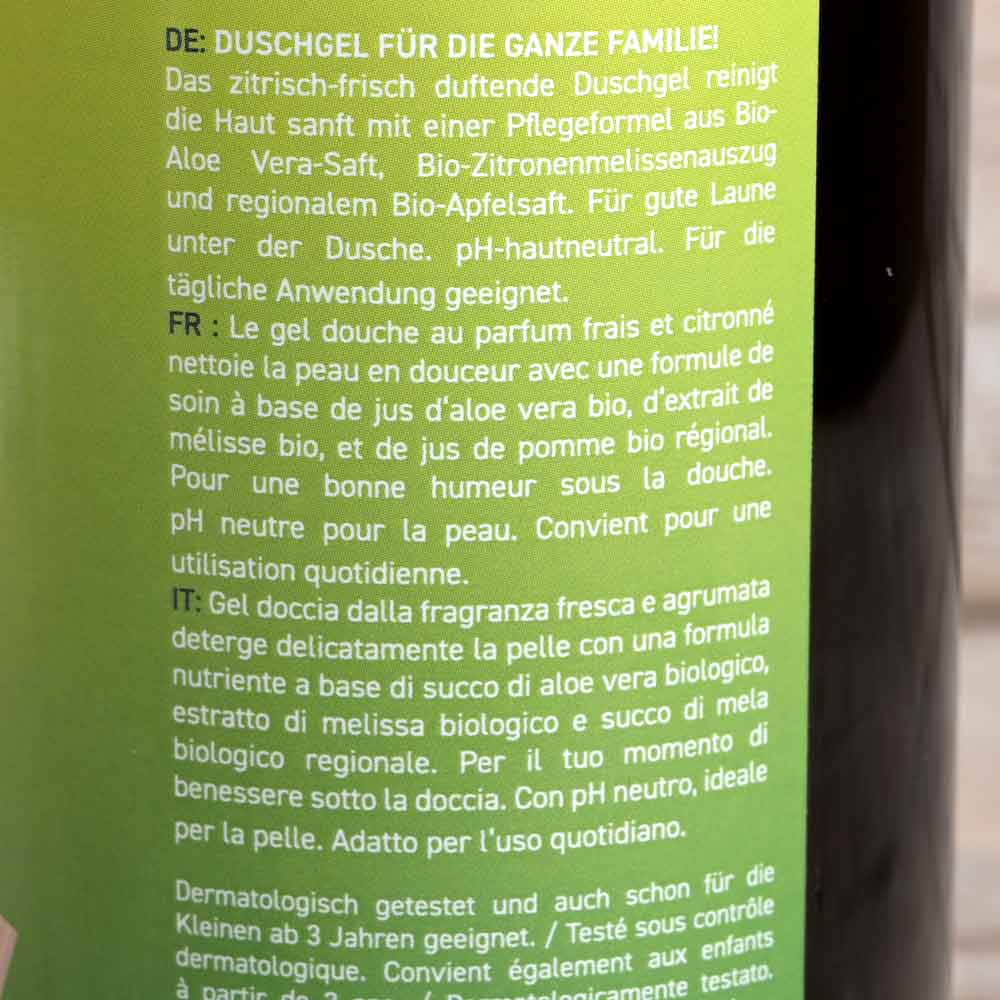 DE: DUSCHGEL FÜR DIE GANZE FAMILIE!
Das zitrisch-frisch duftende Duschgel reinigt
die Haut sanft mit einer Pflegeformel aus Bio-
Aloe Vera-Saft, Bio-Zitronenmelissenauszug
und regionalem Bio-Apfelsaft. Für gute Laune
unter der Dusche. pH-hautneutral. Für die
tägliche Anwendung geeignet.
FR : Le gel douche au parfum frais et citronné
nettoie la peau en douceur avec une formule de
soin à base de jus d‘aloe vera bio, d‘extrait de
mélisse bio, et de jus de pomme bio régional.
Pour une bonne humeur sous la douche.
pH neutre pour la peau. Convient pour une
utilisation quotidienne.
IT: Gel doccia dalla fragranza fresca e agrumata
deterge delicatamente la pelle con una formula
nutriente a base di succo di aloe vera biologico,
estratto di melissa biologico e succo di mela
biologico regionale. Per il tuo momento di
benessere sotto la doccia. Con pH neutro, ideale
per la pelle. Adatto per l‘uso quotidiano.
Dermatologisch getestet und auch schon für die
Kleinen ab 3 Jahren geeignet. / Testé sous contrôle
dermatologique. Convient également aux enfants
à partir de 3 ans. / Dermatologicamente testato.